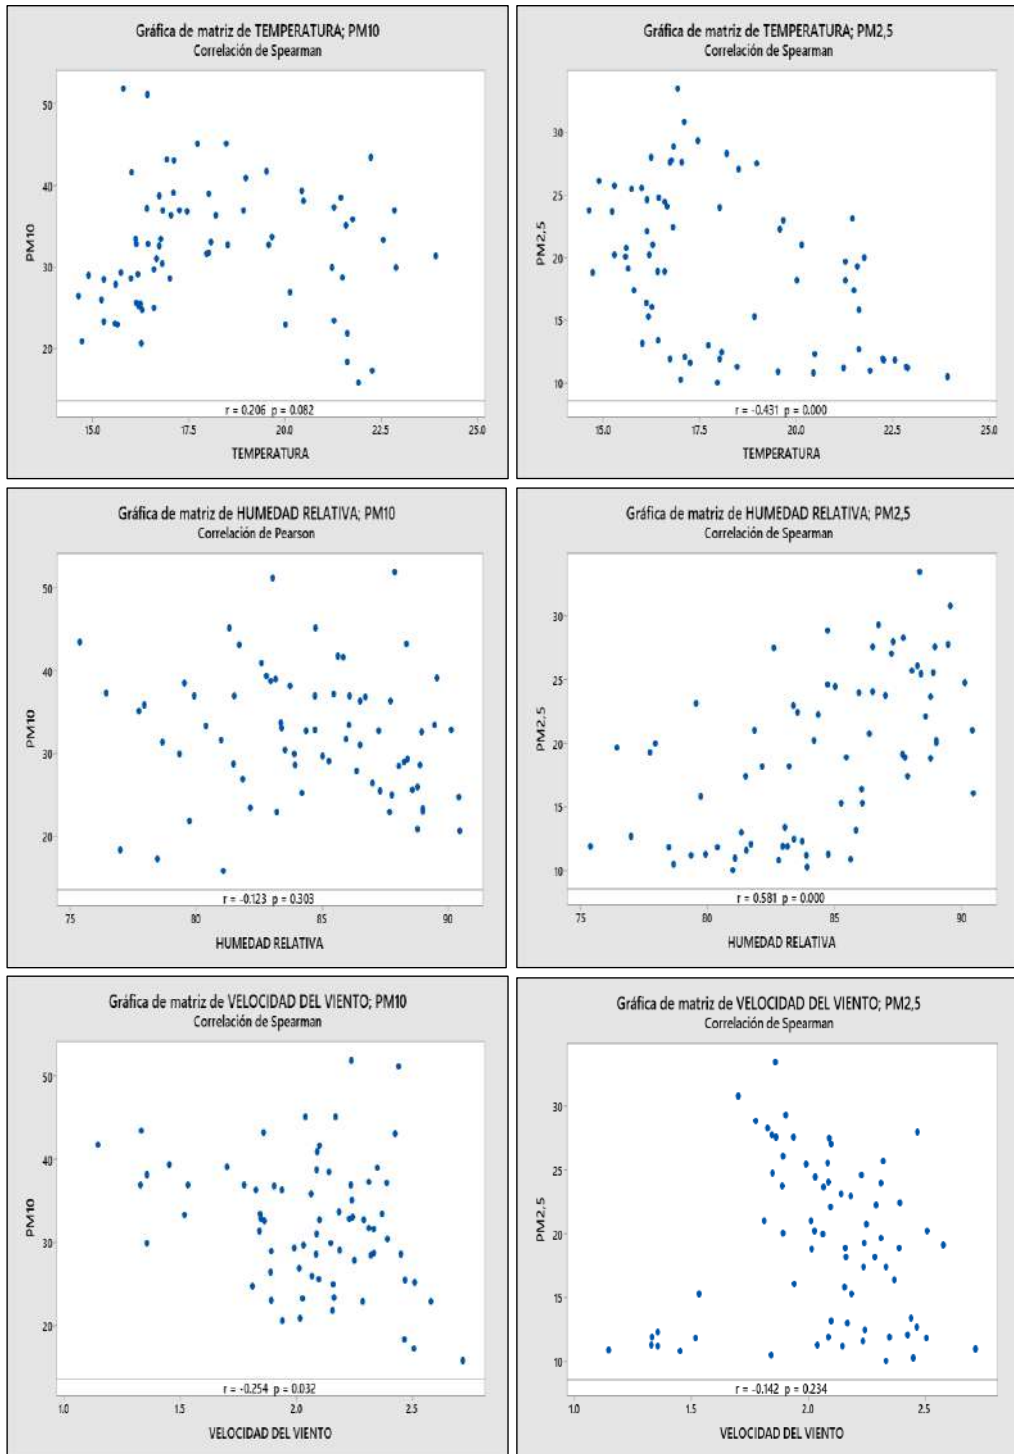 Gráfica de matriz de TEMPERATURA; PM10
Correlación de Spearman
50
40
30
20
PM10
r = 0.206 p = 0.082
15.0 17.5 20.0 22.5 25.0
TEMPERATURA
Gráfica de matriz de TEMPERATURA; PM2,5
Correlación de Spearman
30
25
20
15
10
PM2,5
r = -0.431 p = 0.000
15.0 17.5 20.0 22.5 25.0
TEMPERATURA
Gráfica de matriz de HUMEDAD RELATIVA; PM10
Correlación de Pearson
50
40
30
20
PM10
r = -0.123 p = 0.303
75 80 85 90
HUMEDAD RELATIVA
Gráfica de matriz de HUMEDAD RELATIVA; PM2,5
Correlación de Spearman
30
25
20
15
10
PM2,5
r = 0.581 p = 0.000
75 80 85 90
HUMEDAD RELATIVA
Gráfica de matriz de VELOCIDAD DEL VIENTO; PM10
Correlación de Spearman
50
40
30
20
PM10
r = -0.254 p = 0.032
1.0 1.5 2.0 2.5
VELOCIDAD DEL VIENTO
Gráfica de matriz de VELOCIDAD DEL VIENTO; PM2,5
Correlación de Spearman
30
25
20
15
10
PM2,5
r = -0.142 p = 0.234
1.0 1.5 2.0 2.5
VELOCIDAD DEL VIENTO